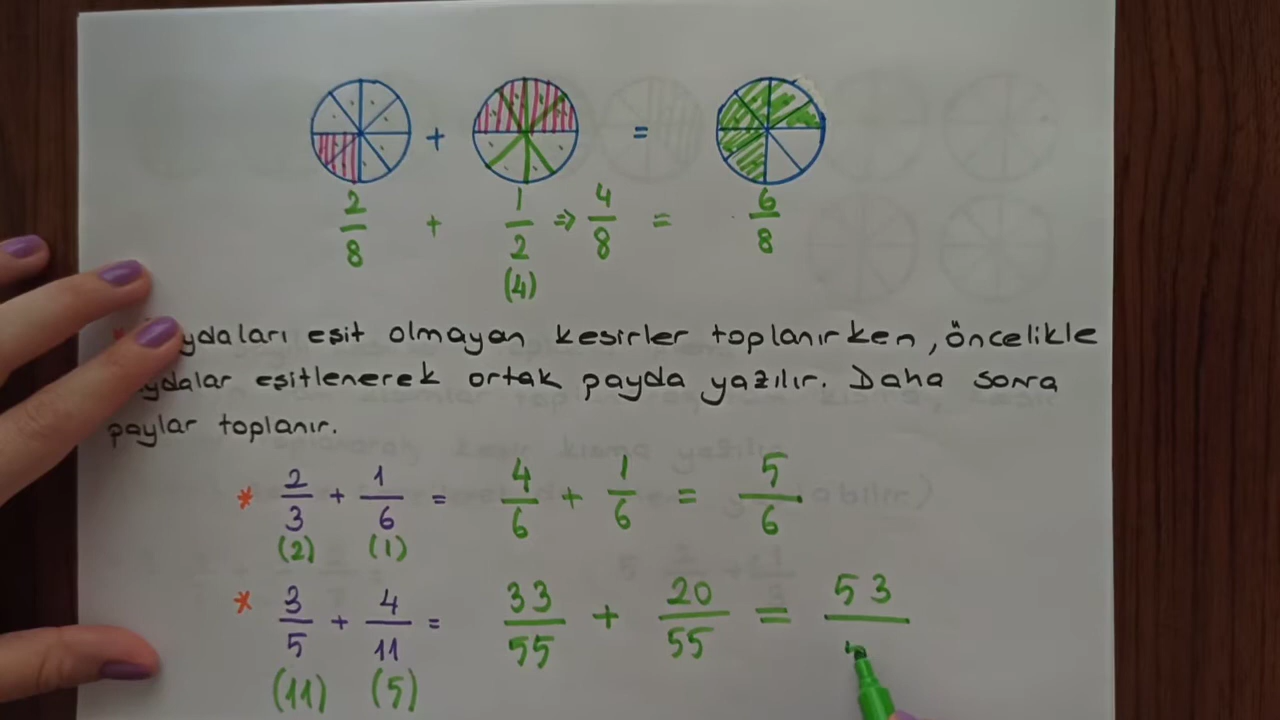 + =
2/8 + 1/2 ⇒ 4/8 = 6/8
(4)
eşit olmayan kesirler toplanırken, öncelikle
eşitlenerek ortak payda yazılır. Daha sonra
paylar toplanır.
* 2/3 + 1/6 = 4/6 + 1/6 = 5/6
(2) (1)
* 3/5 + 4/11 = 33/55 + 20/55 = 53/
(11) (5)